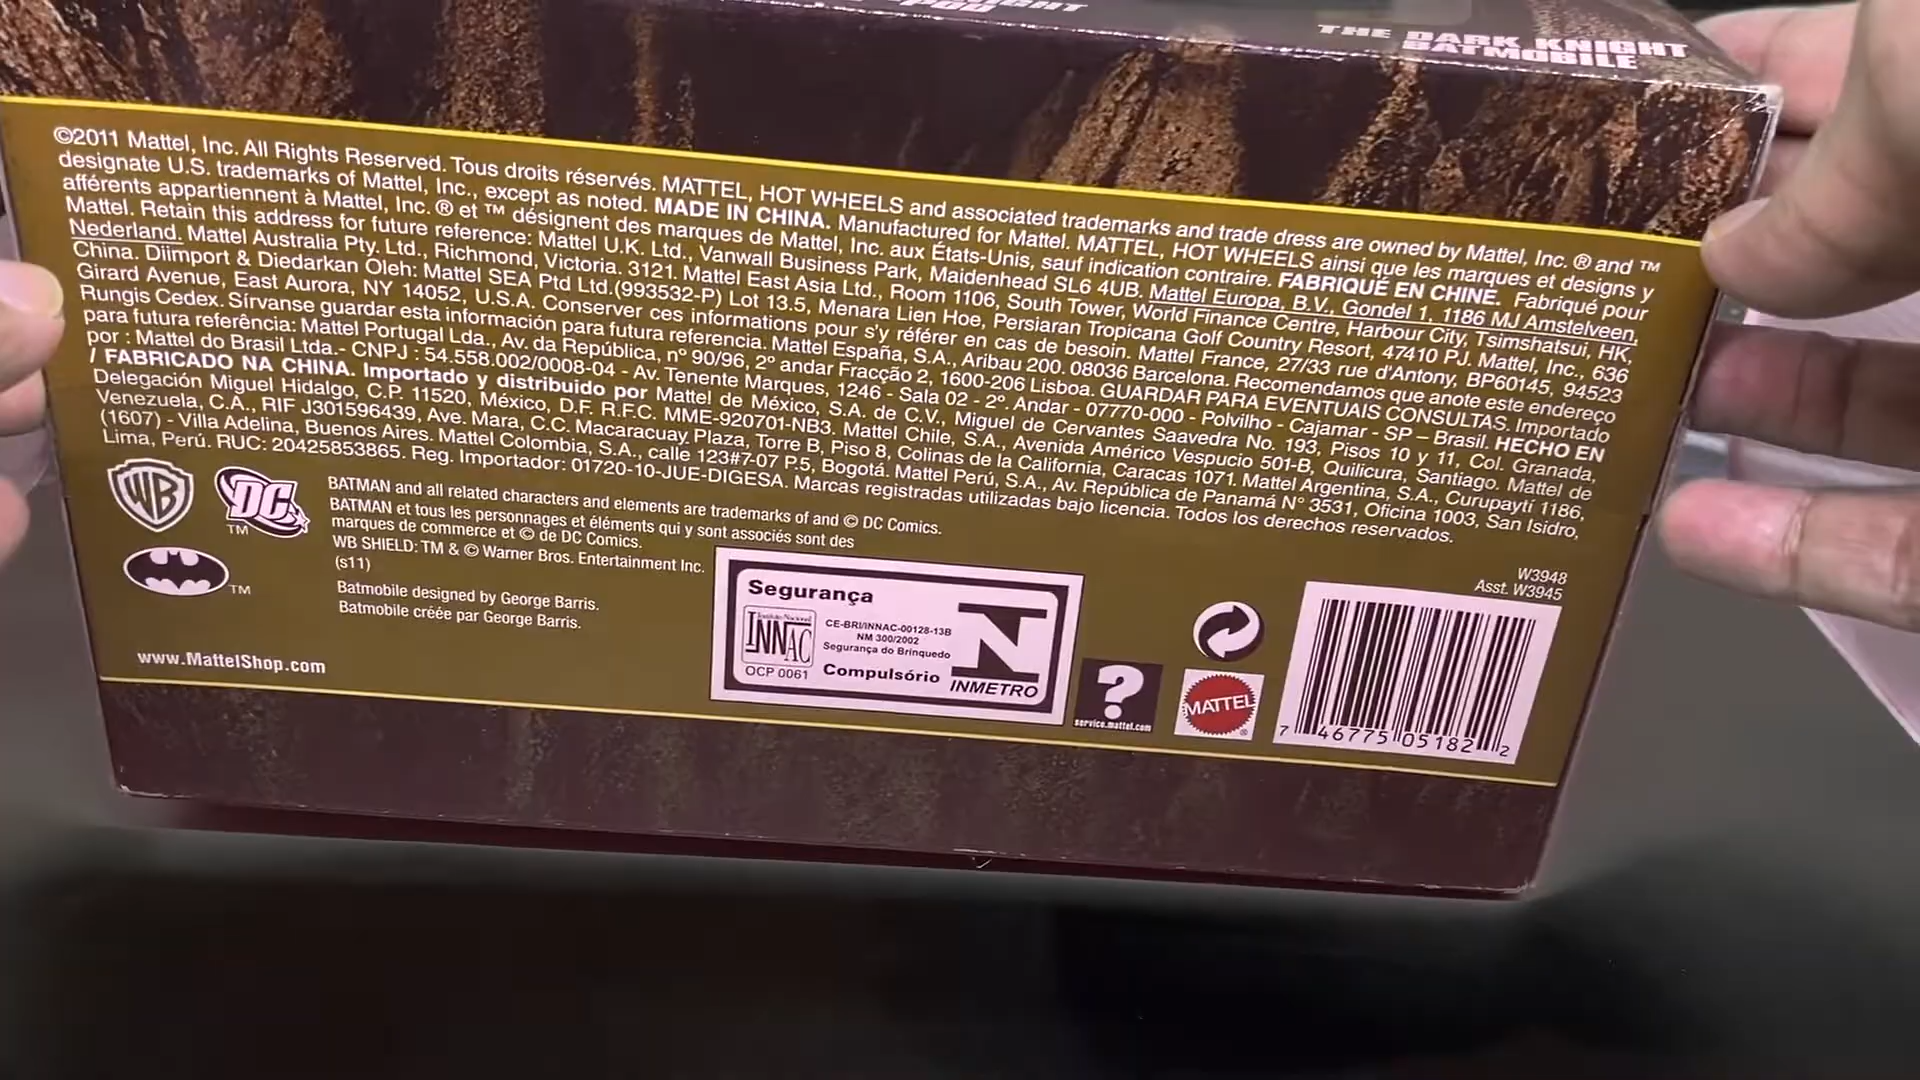 THE DARK KNIGHT
BATMOBILE
©2011 Mattel, Inc. All Rights Reserved. Tous droits réservés. MATTEL, HOT WHEELS and associated trademarks and trade dress are owned by Mattel, Inc. ® and ™
designate U.S. trademarks of Mattel, Inc., except as noted. MADE IN CHINA. Manufactured for Mattel. MATTEL, HOT WHEELS ainsi que les marques et designs y
afférents appartiennent à Mattel, Inc. ® et ™ désignent des marques de Mattel, Inc. aux États-Unis, sauf indication contraire. FABRIQUÉ EN CHINE. Fabriqué pour
Mattel. Retain this address for future reference: Mattel U.K. Ltd., Vanwall Business Park, Maidenhead SL6 4UB. Mattel Europa, B.V., Gondel 1, 1186 MJ Amstelveen,
Nederland. Mattel Australia Pty. Ltd., Richmond, Victoria. 3121. Mattel East Asia Ltd., Room 1106, South Tower, World Finance Centre, Harbour City, Tsimshatsui, HK,
China. Diimport & Diedarkan Oleh: Mattel SEA Ptd Ltd.(993532-P) Lot 13.5, Menara Lien Hoe, Persiaran Tropicana Golf Country Resort, 47410 PJ. Mattel, Inc., 636
Girard Avenue, East Aurora, NY 14052, U.S.A. Conserver ces informations pour s'y référer en cas de besoin. Mattel France, 27/33 rue d'Antony, BP60145, 94523
Rungis Cedex. Sírvanse guardar esta información para futura referencia. Mattel España, S.A., Aribau 200. 08036 Barcelona. Recomendamos que anote este endereço
para futura referência: Mattel Portugal Lda., Av. da República, nº 90/96, 2º andar Fracção 2, 1600-206 Lisboa. GUARDAR PARA EVENTUAIS CONSULTAS. Importado
por : Mattel do Brasil Ltda.- CNPJ : 54.558.002/0008-04 - Av. Tenente Marques, 1246 - Sala 02 - 2º. Andar - 07770-000 - Polvilho - Cajamar - SP – Brasil. HECHO EN
/ FABRICADO NA CHINA. Importado y distribuido por Mattel de México, S.A. de C.V., Miguel de Cervantes Saavedra No. 193, Pisos 10 y 11, Col. Granada,
Delegación Miguel Hidalgo, C.P. 11520, México, D.F. R.F.C. MME-920701-NB3. Mattel Chile, S.A., Avenida Américo Vespucio 501-B, Quilicura, Santiago. Mattel de
Venezuela, C.A., RIF J301596439, Ave. Mara, C.C. Macaracuay Plaza, Torre B, Piso 8, Colinas de la California, Caracas 1071. Mattel Argentina, S.A., Curupaytí 1186,
(1607) - Villa Adelina, Buenos Aires. Mattel Colombia, S.A., calle 123#7-07 P.5, Bogotá. Mattel Perú, S.A., Av. República de Panamá N° 3531, Oficina 1003, San Isidro,
Lima, Perú. RUC: 20425853865. Reg. Importador: 01720-10-JUE-DIGESA. Marcas registradas utilizadas bajo licencia. Todos los derechos reservados.
WB
DC
TM
TM
BATMAN and all related characters and elements are trademarks of and © DC Comics.
BATMAN et tous les personnages et éléments qui y sont associés sont des
marques de commerce et © de DC Comics.
WB SHIELD: TM & © Warner Bros. Entertainment Inc.
(s11)
Batmobile designed by George Barris.
Batmobile créée par George Barris.
www.MattelShop.com
Segurança
INNAC
OCP 0061
CE-BRI/INNAC-00128-13B
NM 300/2002
Segurança do Brinquedo
Compulsório
INMETRO
?
service.mattel.com
MATTEL
®
W3948
Asst. W3945
7 46775 05182 2